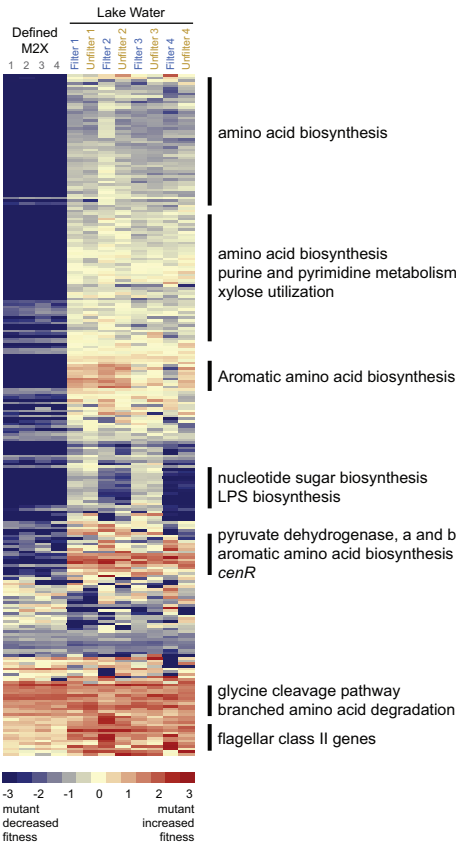 Lake Water
Defined
M2X
1 2 3 4
Filter 1
Unfilter 1
Filter 2
Unfilter 2
Filter 3
Unfilter 3
Filter 4
Unfilter 4
amino acid biosynthesis
amino acid biosynthesis
purine and pyrimidine metabolism
xylose utilization
Aromatic amino acid biosynthesis
nucleotide sugar biosynthesis
LPS biosynthesis
pyruvate dehydrogenase, a and b
aromatic amino acid biosynthesis
cenR
glycine cleavage pathway
branched amino acid degradation
flagellar class II genes
-3 -2 -1 0 1 2 3
mutant
decreased
fitness
mutant
increased
fitness